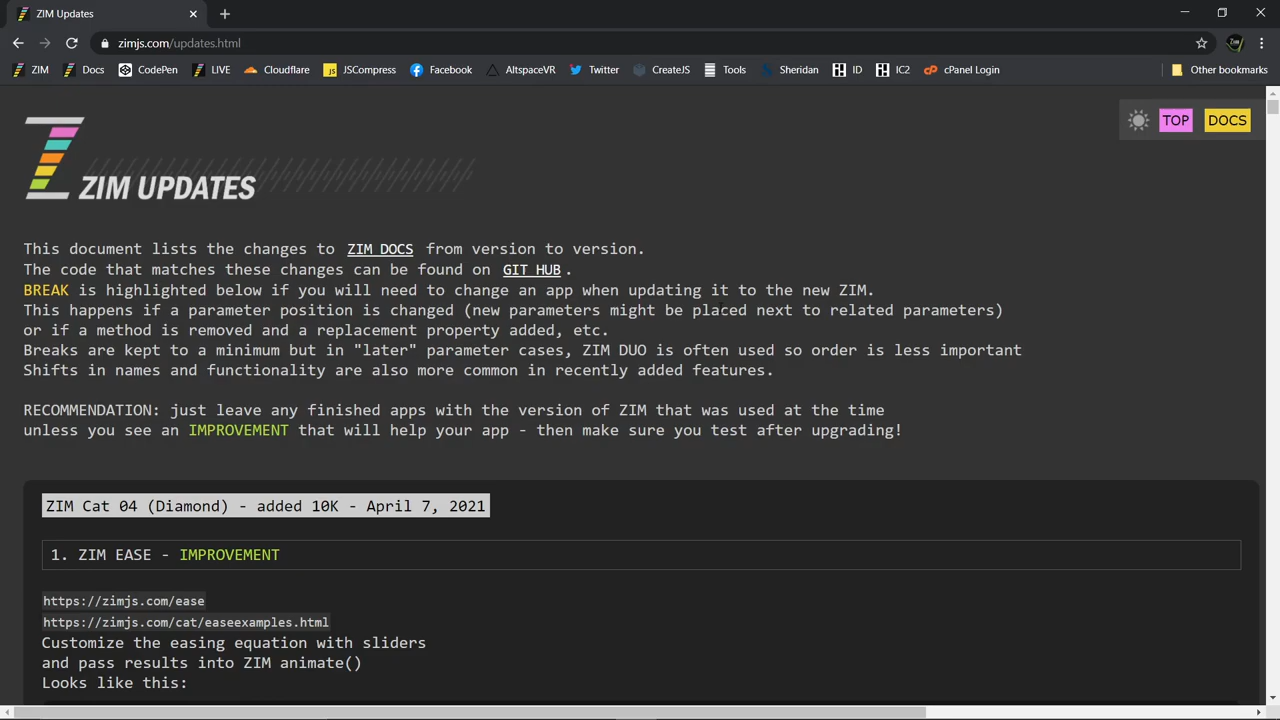 ZIM Updates
zimjs.com/updates.html
ZIM Docs CodePen LIVE Cloudflare JSCompress Facebook AltspaceVR Twitter CreateJS Tools Sheridan ID IC2 cPanel Login Other bookmarks
TOP DOCS
ZIM UPDATES
This document lists the changes to ZIM DOCS from version to version.
The code that matches these changes can be found on GIT HUB.
BREAK is highlighted below if you will need to change an app when updating it to the new ZIM.
This happens if a parameter position is changed (new parameters might be placed next to related parameters)
or if a method is removed and a replacement property added, etc.
Breaks are kept to a minimum but in "later" parameter cases, ZIM DUO is often used so order is less important
Shifts in names and functionality are also more common in recently added features.
RECOMMENDATION: just leave any finished apps with the version of ZIM that was used at the time
unless you see an IMPROVEMENT that will help your app - then make sure you test after upgrading!
ZIM Cat 04 (Diamond) - added 10K - April 7, 2021
1. ZIM EASE - IMPROVEMENT
https://zimjs.com/ease
https://zimjs.com/cat/easeexamples.html
Customize the easing equation with sliders
and pass results into ZIM animate()
Looks like this: